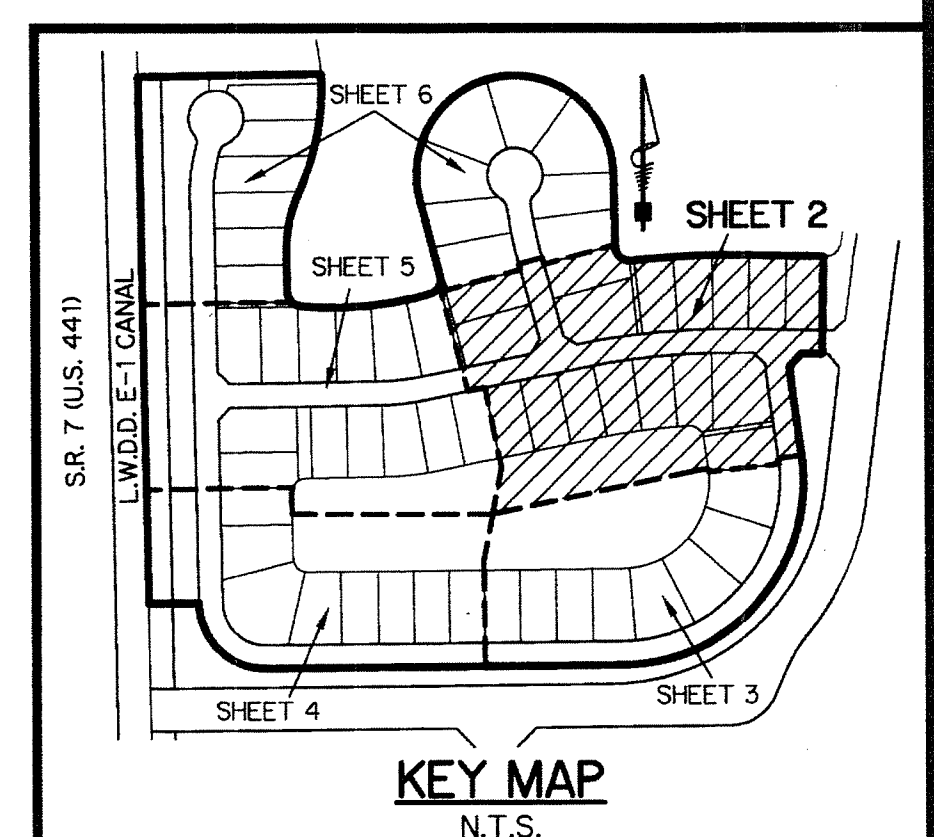 SHEET 6
SHEET 2
SHEET 5
S.R. 7 (U.S. 441)
L.W.D.D. E-1 CANAL
SHEET 4
SHEET 3
KEY MAP
N.T.S.